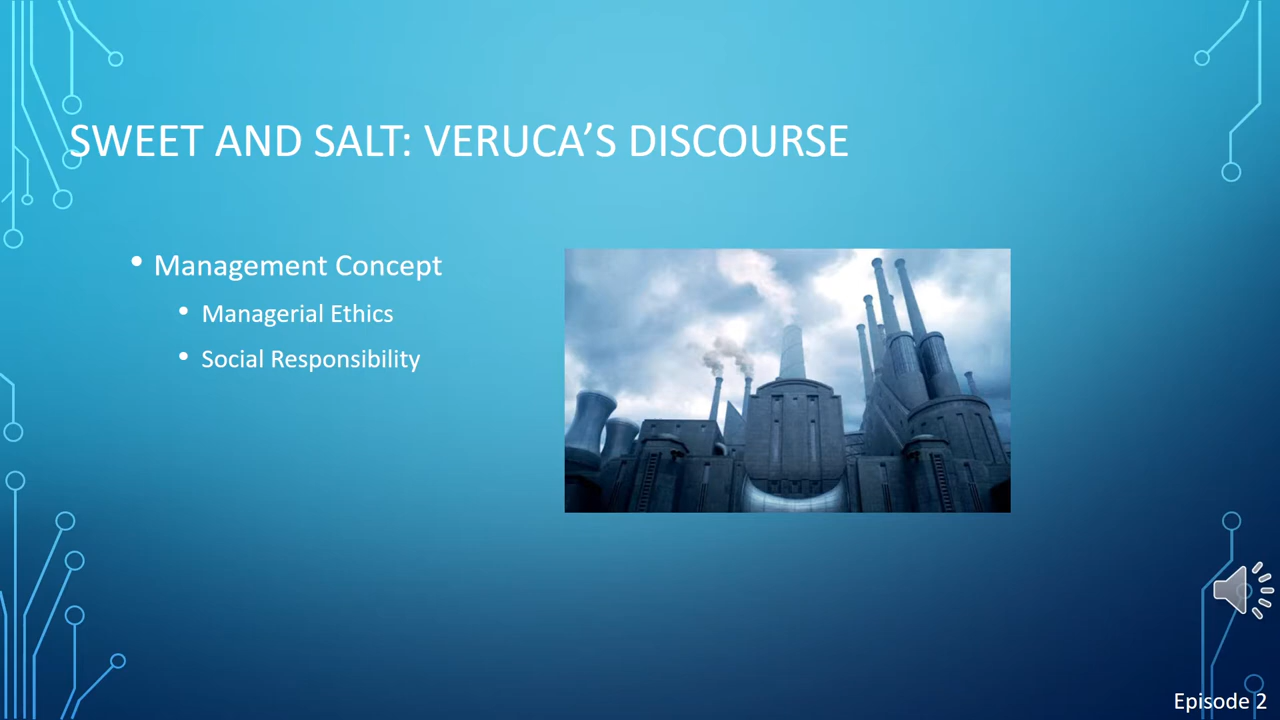 SWEET AND SALT: VERUCA’S DISCOURSE
• Management Concept
• Managerial Ethics
• Social Responsibility
Episode 2